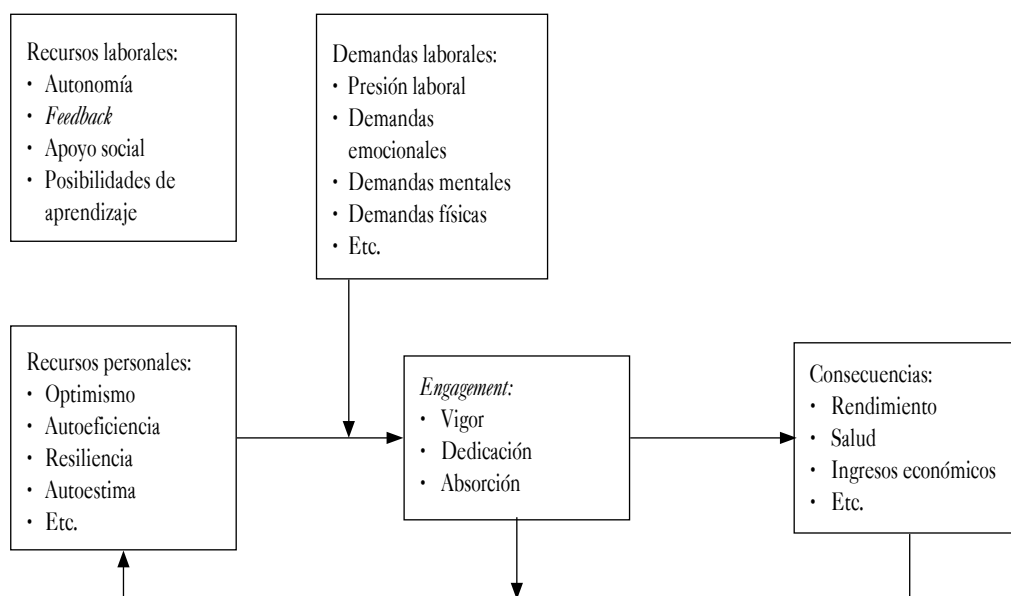 Recursos laborales:
• Autonomía
• Feedback
• Apoyo social
• Posibilidades de
aprendizaje
Demandas laborales:
• Presión laboral
• Demandas
emocionales
• Demandas mentales
• Demandas físicas
• Etc.
Recursos personales:
• Optimismo
• Autoeficiencia
• Resiliencia
• Autoestima
• Etc.
Engagement:
• Vigor
• Dedicación
• Absorción
Consecuencias:
• Rendimiento
• Salud
• Ingresos económicos
• Etc.